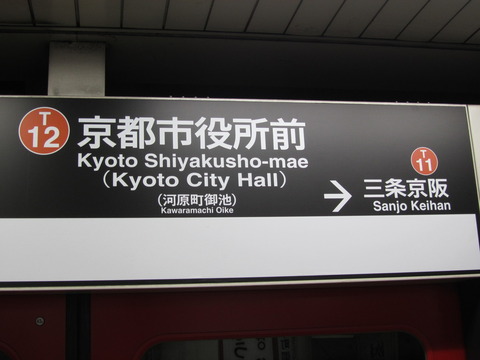 T
12
京都市役所前
Kyoto Shiyakusho-mae
(Kyoto City Hall)
(河原町御池)
Kawaramachi Oike
→
T
11
三条京阪
Sanjo Keihan